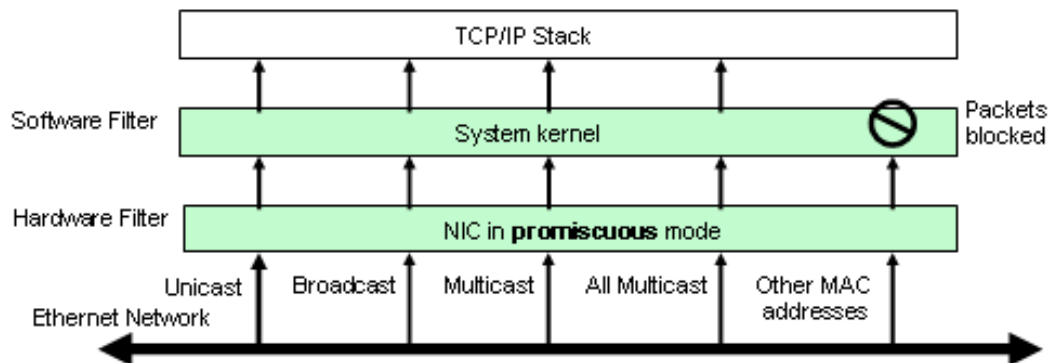 TCP/IP Stack
Software Filter
System kernel
Packets
blocked
Hardware Filter
NIC in promiscuous mode
Unicast
Broadcast
Multicast
All Multicast
Other MAC
addresses
Ethernet Network